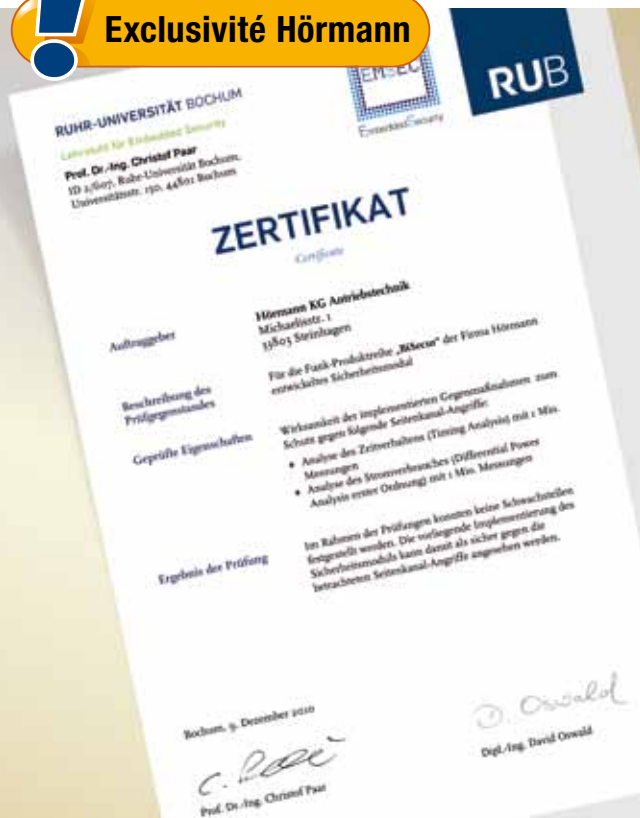 Exclusivité Hörmann
RUHR-UNIVERSITÄT BOCHUM
Lehrstuhl für Embedded Security
Prof. Dr.-Ing. Christof Paar
ID 2/607, Ruhr-Universität Bochum,
Universitätsstr. 150, 44801 Bochum
EMSEC
Embedded Security
RUB
ZERTIFIKAT
Certificate
Auftraggeber
Hörmann KG Antriebstechnik
Michaelisstr. 1
33803 Steinhagen
Beschreibung des
Prüfgegenstandes
Für die Funk-Produktreihe „BiSecur" der Firma Hörmann
entwickeltes Sicherheitsmodul
Geprüfte Eigenschaften
Wirksamkeit der implementierten Gegenmaßnahmen zum
Schutz gegen folgende Seitenkanal-Angriffe:
• Analyse des Zeitverhaltens (Timing Analysis) mit 1 Mio.
Messungen
• Analyse des Stromverbrauches (Differential Power
Analysis erster Ordnung) mit 1 Mio. Messungen
Ergebnis der Prüfung
Im Rahmen der Prüfungen konnten keine Schwachstellen
festgestellt werden. Die vorliegende Implementierung des
Sicherheitsmoduls kann damit als sicher gegen die
betrachteten Seitenkanal-Angriffe angesehen werden.
Bochum, 9. Dezember 2010
C. Paar
Prof. Dr.-Ing. Christof Paar
D. Oswald
Dipl.-Ing. David Oswald